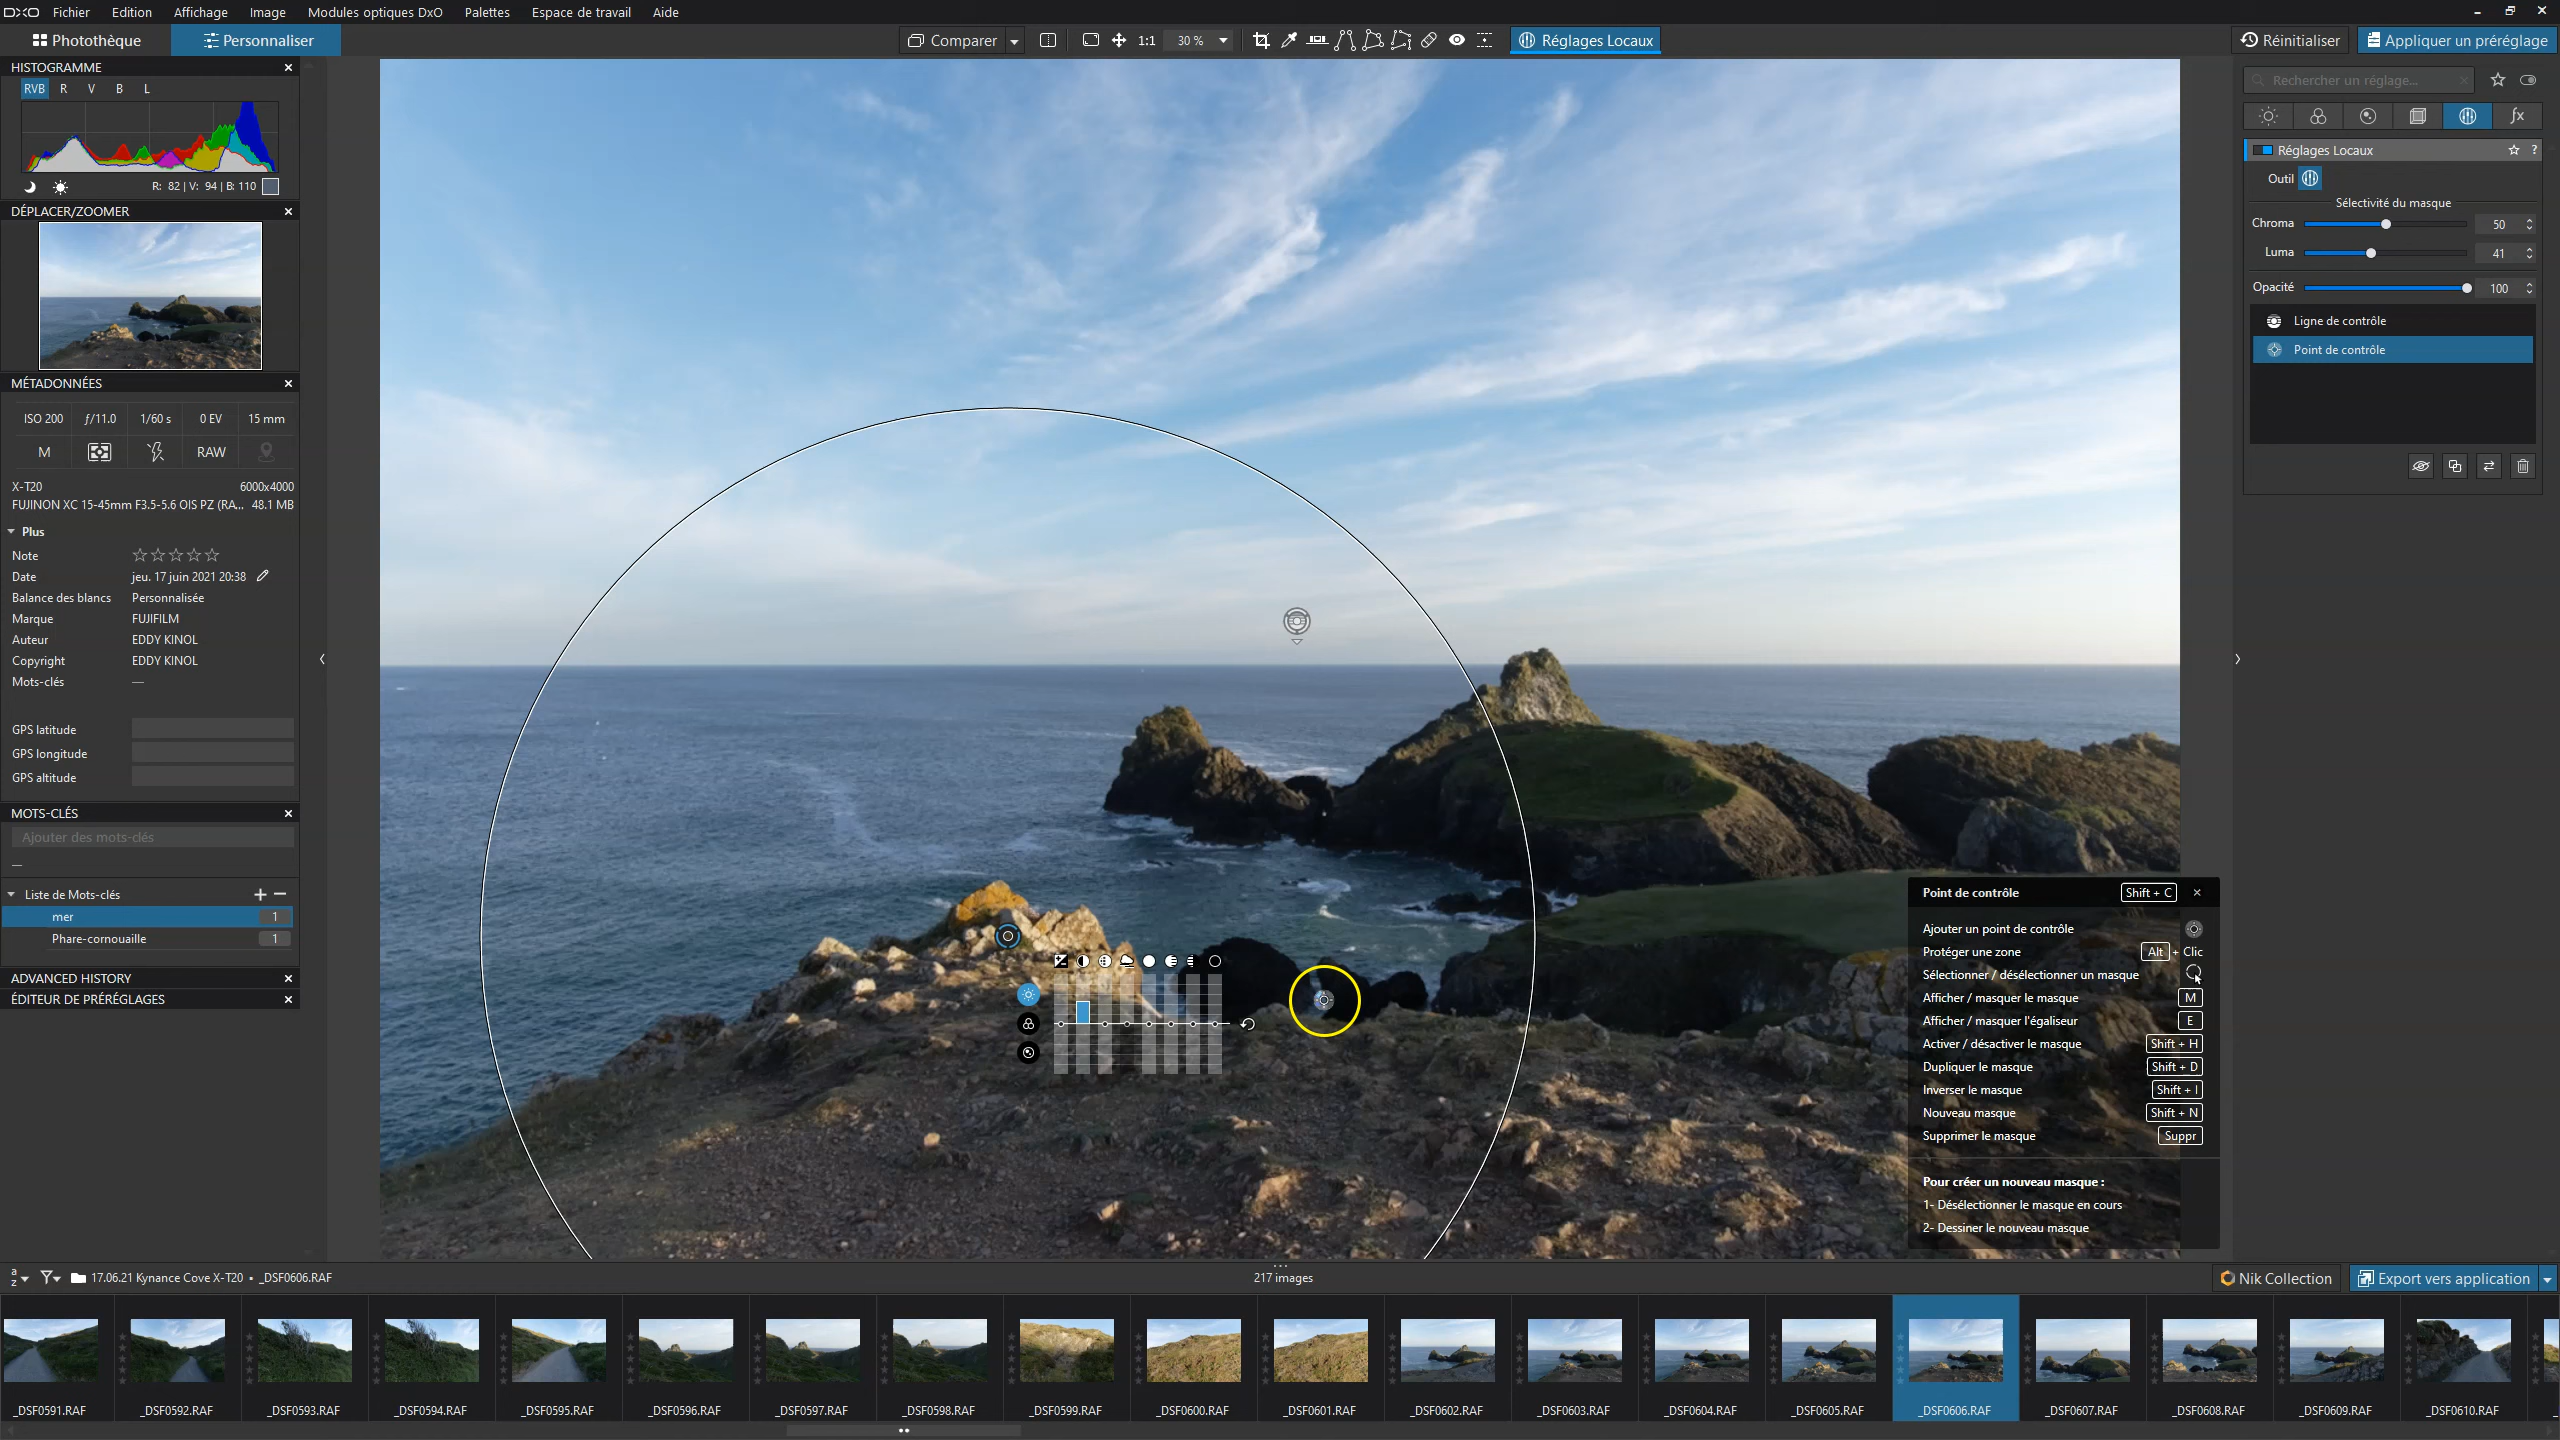 DXO Fichier Edition Affichage Image Modules optiques DxO Palettes Espace de travail Aide
Photothèque Personnaliser Comparer 1:1 30 % Réglages Locaux Réinitialiser Appliquer un préréglage
HISTOGRAMME
RVB R V B L
R: 82 | V: 94 | B: 110
DÉPLACER/ZOOMER
MÉTADONNÉES
ISO 200 ƒ/11.0 1/60 s 0 EV 15 mm
M RAW
X-T20 6000x4000
FUJINON XC 15-45mm F3.5-5.6 OIS PZ (RA... 48.1 MB
Plus
Note
Date jeu. 17 juin 2021 20:38
Balance des blancs Personnalisée
Marque FUJIFILM
Auteur EDDY KINOL
Copyright EDDY KINOL
Mots-clés —
GPS latitude
GPS longitude
GPS altitude
MOTS-CLÉS
Ajouter des mots-clés
—
Liste de Mots-clés
mer 1
Phare-cornouaille 1
ADVANCED HISTORY
ÉDITEUR DE PRÉRÉGLAGES
Rechercher un réglage...
fx
Réglages Locaux ?
Outil
Sélectivité du masque
Chroma 50
Luma 41
Opacité 100
Ligne de contrôle
Point de contrôle
Point de contrôle Shift + C
Ajouter un point de contrôle
Protéger une zone Alt + Clic
Sélectionner / désélectionner un masque
Afficher / masquer le masque M
Afficher / masquer l'égaliseur E
Activer / désactiver le masque Shift + H
Dupliquer le masque Shift + D
Inverser le masque Shift + I
Nouveau masque Shift + N
Supprimer le masque Suppr
Pour créer un nouveau masque :
1- Désélectionner le masque en cours
2- Dessiner le nouveau masque
a
z
17.06.21 Kynance Cove X-T20 • _DSF0606.RAF 217 images Nik Collection Export vers application
_DSF0591.RAF _DSF0592.RAF _DSF0593.RAF _DSF0594.RAF _DSF0595.RAF _DSF0596.RAF _DSF0597.RAF _DSF0598.RAF _DSF0599.RAF _DSF0600.RAF _DSF0601.RAF _DSF0602.RAF _DSF0603.RAF _DSF0604.RAF _DSF0605.RAF _DSF0606.RAF _DSF0607.RAF _DSF0608.RAF _DSF0609.RAF _DSF0610.RAF